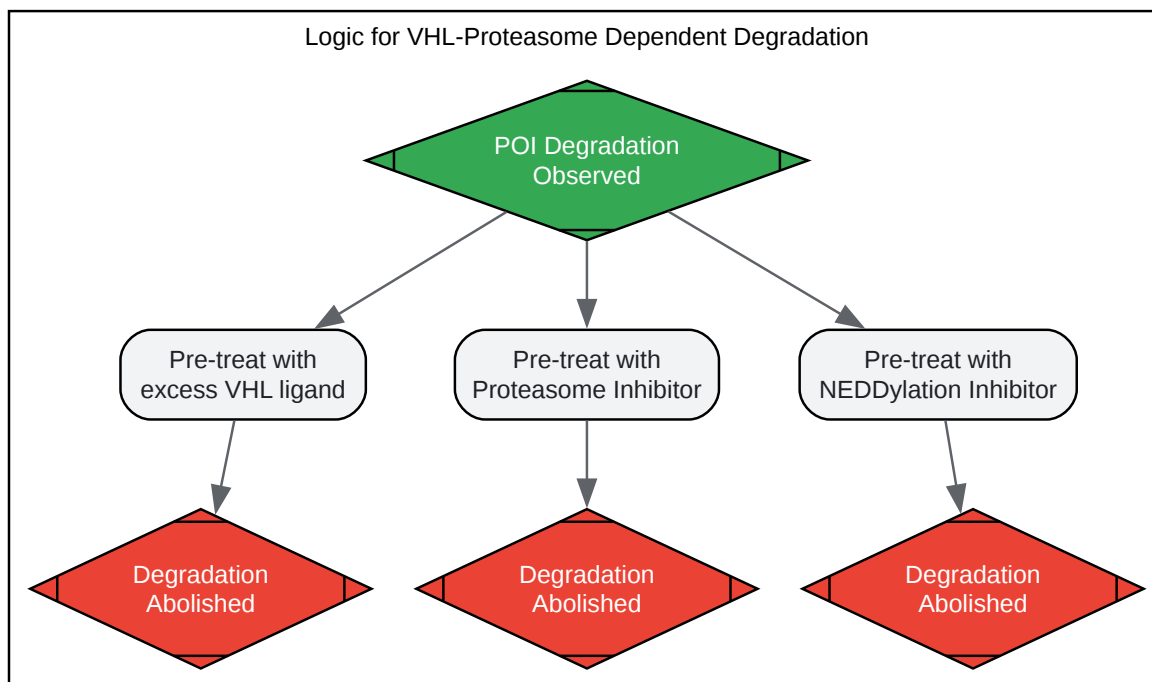 Logic for VHL-Proteasome Dependent Degradation
POI Degradation
Observed
Pre-treat with
excess VHL ligand
Pre-treat with
Proteasome Inhibitor
Pre-treat with
NEDDylation Inhibitor
Degradation
Abolished
Degradation
Abolished
Degradation
Abolished